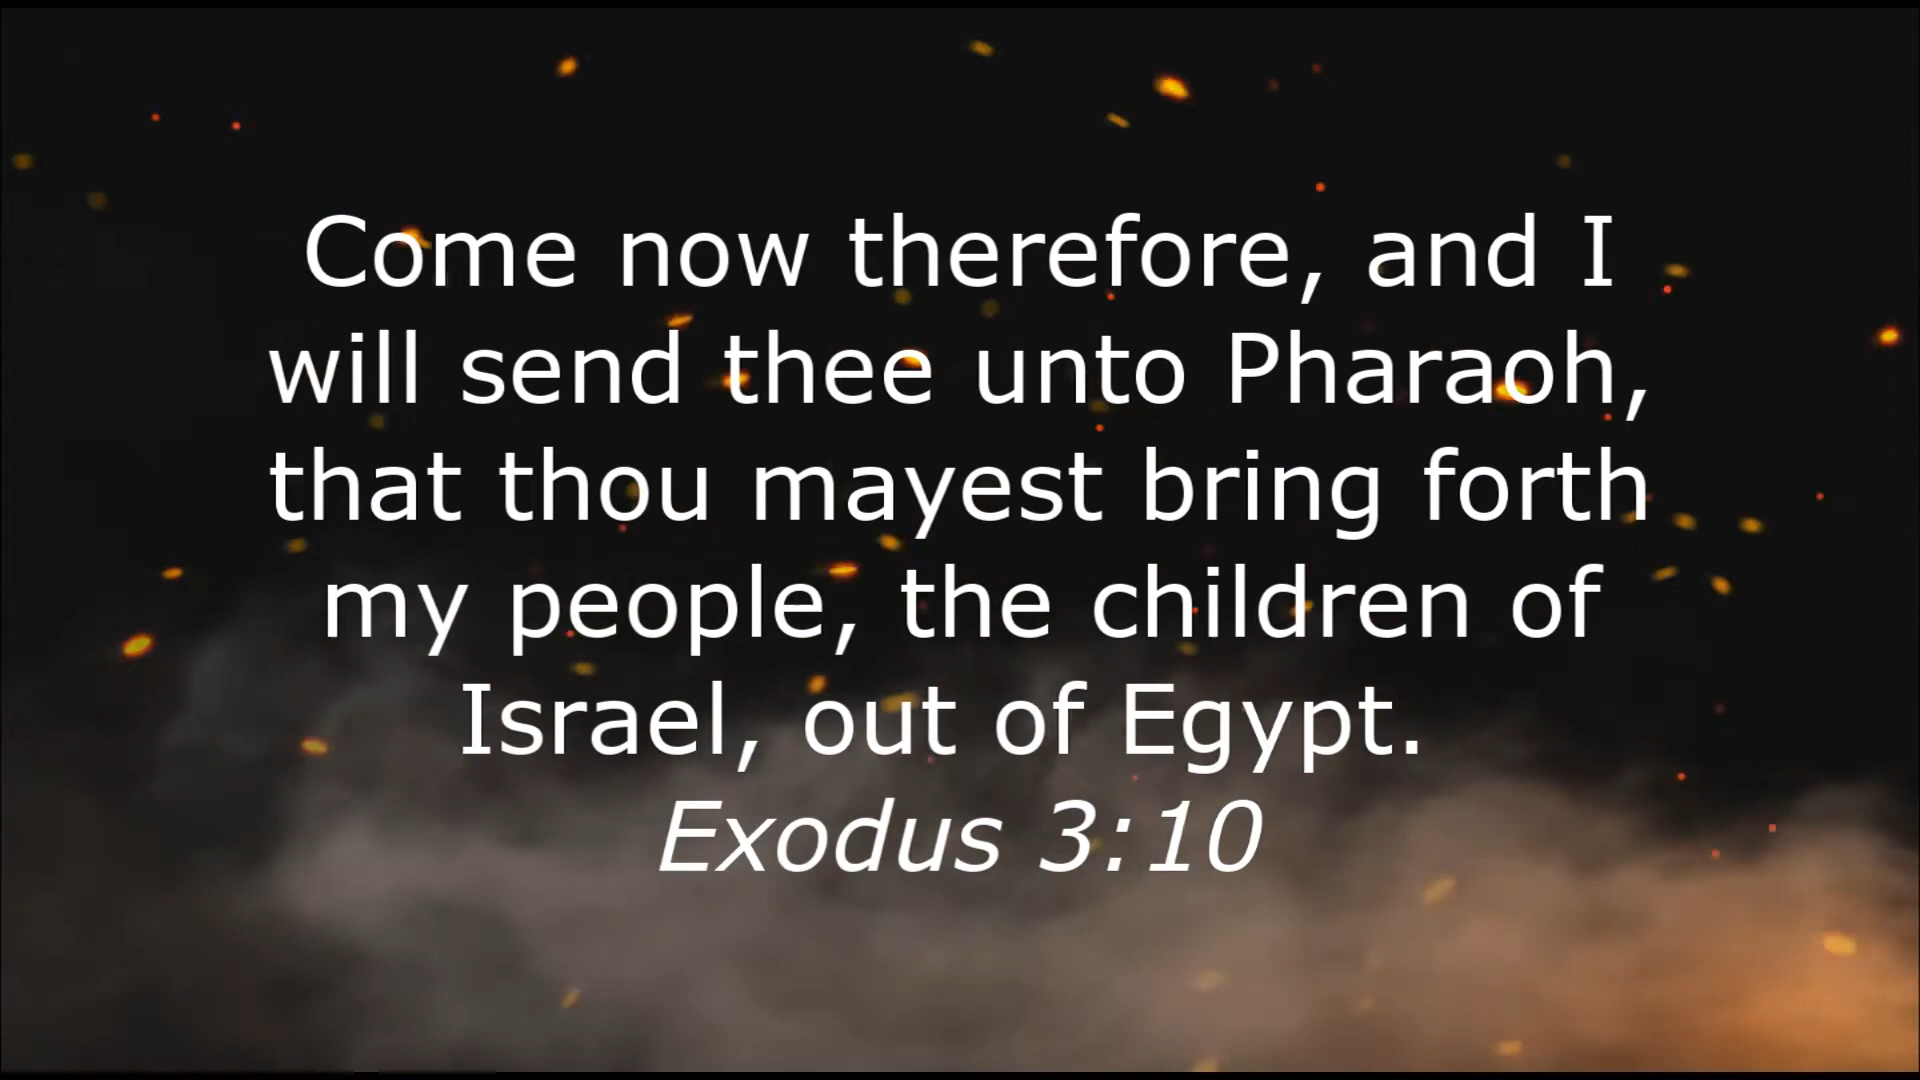 Come now therefore, and I
will send thee unto Pharaoh,
that thou mayest bring forth
my people, the children of
Israel, out of Egypt.
Exodus 3:10